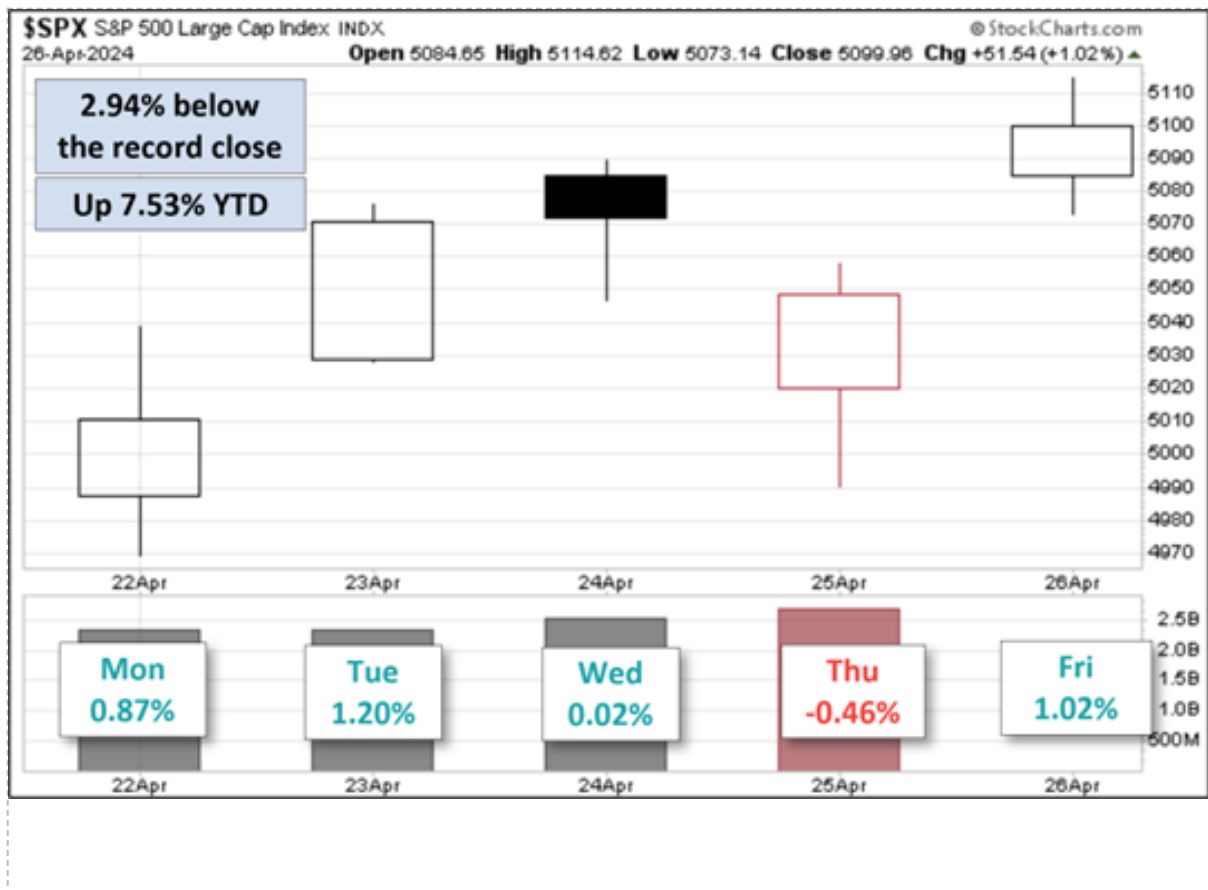 $SPX S&P 500 Large Cap Index INDX
© StockCharts.com
26-Apr-2024
Open 5084.65 High 5114.62 Low 5073.14 Close 5099.96 Chg +51.54 (+1.02%) ▲
2.94% below
the record close
Up 7.53% YTD
5110
5100
5090
5080
5070
5060
5050
5040
5030
5020
5010
5000
4990
4980
4970
22Apr 23Apr 24Apr 25Apr 26Apr
2.5B
2.0B
1.5B
1.0B
500M
Mon
0.87%
Tue
1.20%
Wed
0.02%
Thu
-0.46%
Fri
1.02%
22Apr 23Apr 24Apr 25Apr 26Apr